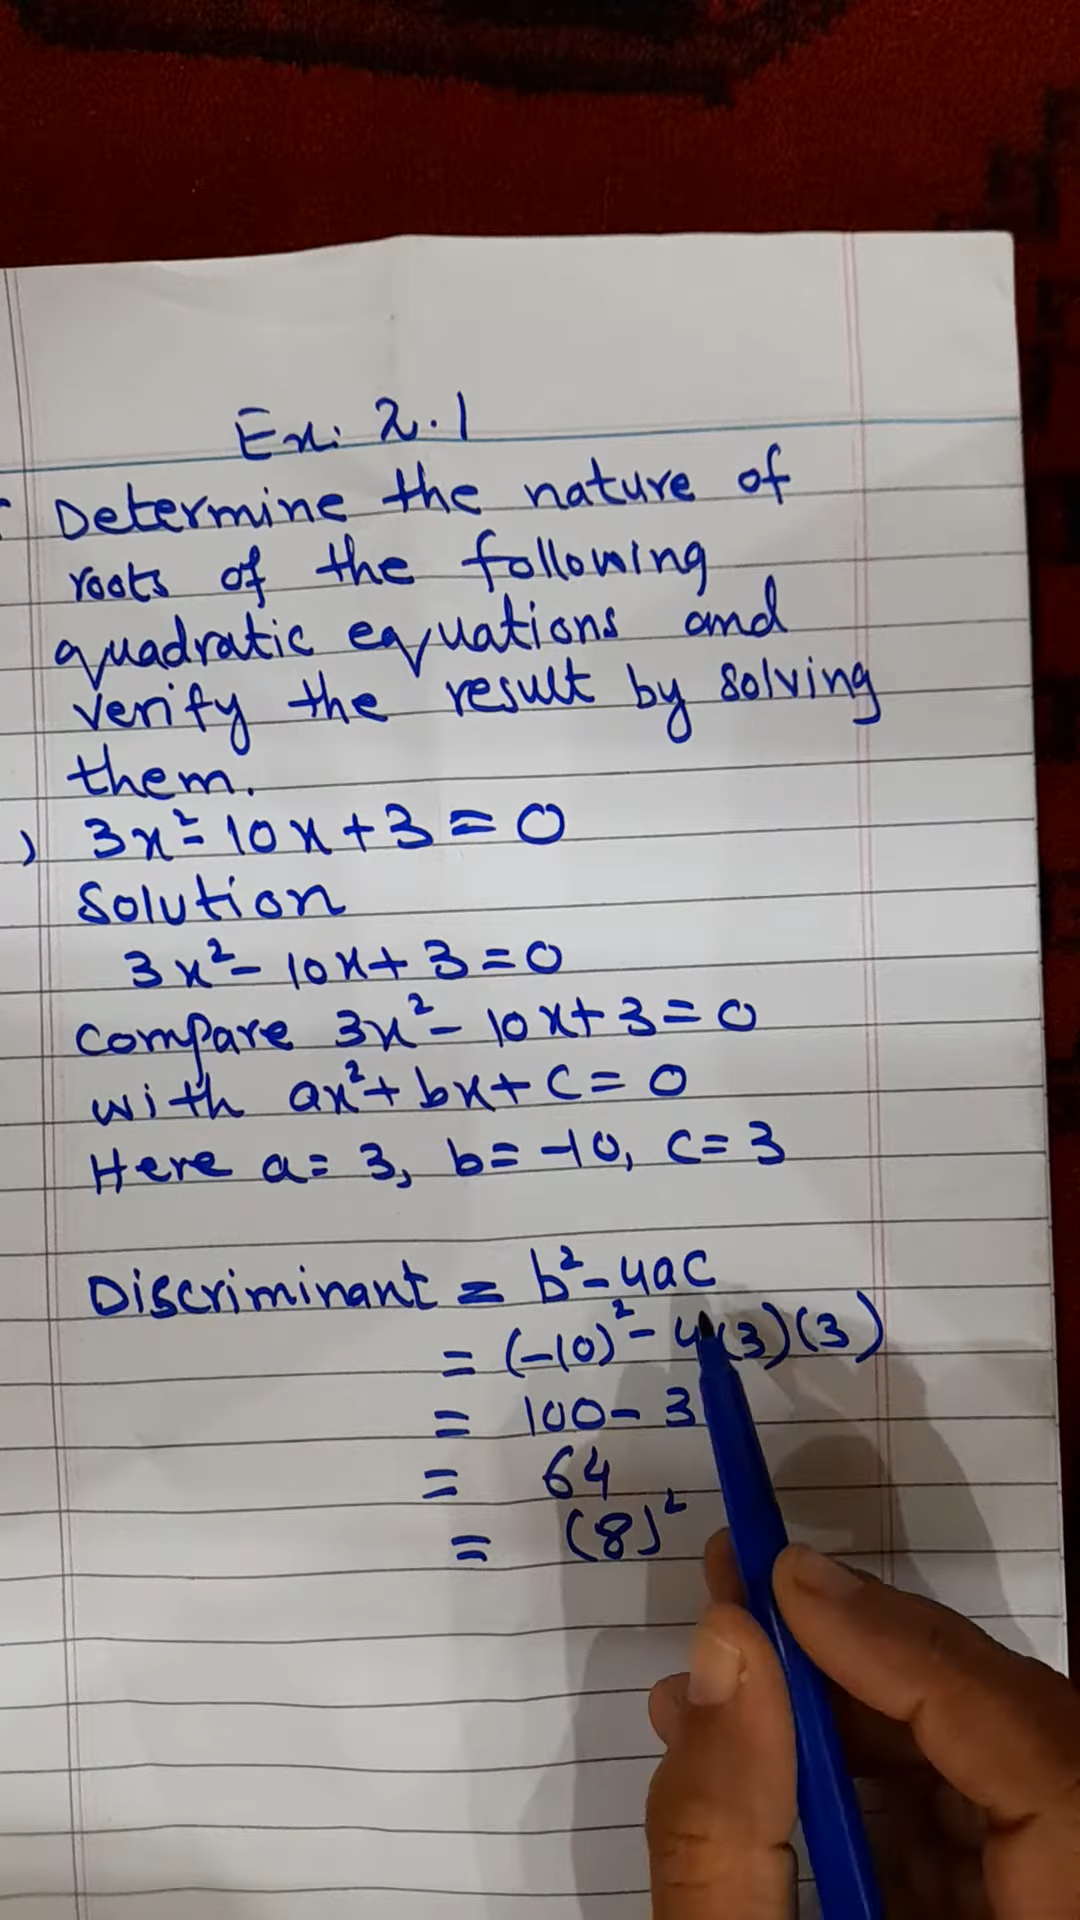 Ex: 2.1
Determine the nature of
roots of the following
quadratic equations and
verify the result by solving
them.
) 3x²-10x+3=0
Solution
3x²-10x+3=0
Compare 3x²-10x+3=0
with ax²+bx+c=0
Here a=3, b=-10, c=3
Discriminant = b²-4ac
= (-10)²-4(3)(3)
= 100-3
= 64
= (8)²